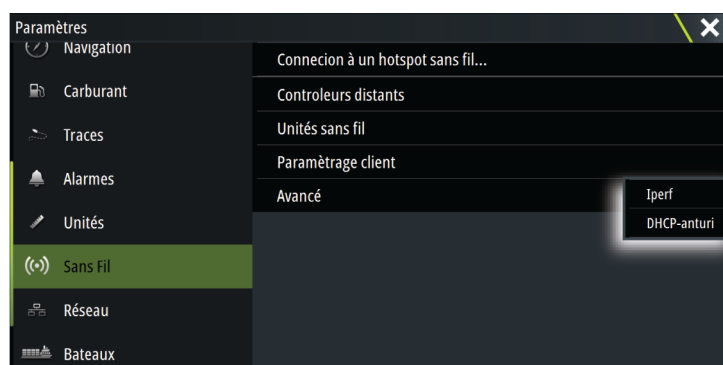 Paramètres
Navigation
Carburant
Traces
Alarmes
Unités
Sans Fil
Réseau
Bateaux
Connecion à un hotspot sans fil...
Controleurs distants
Unités sans fil
Paramètrage client
Avancé
Iperf
DHCP-anturi